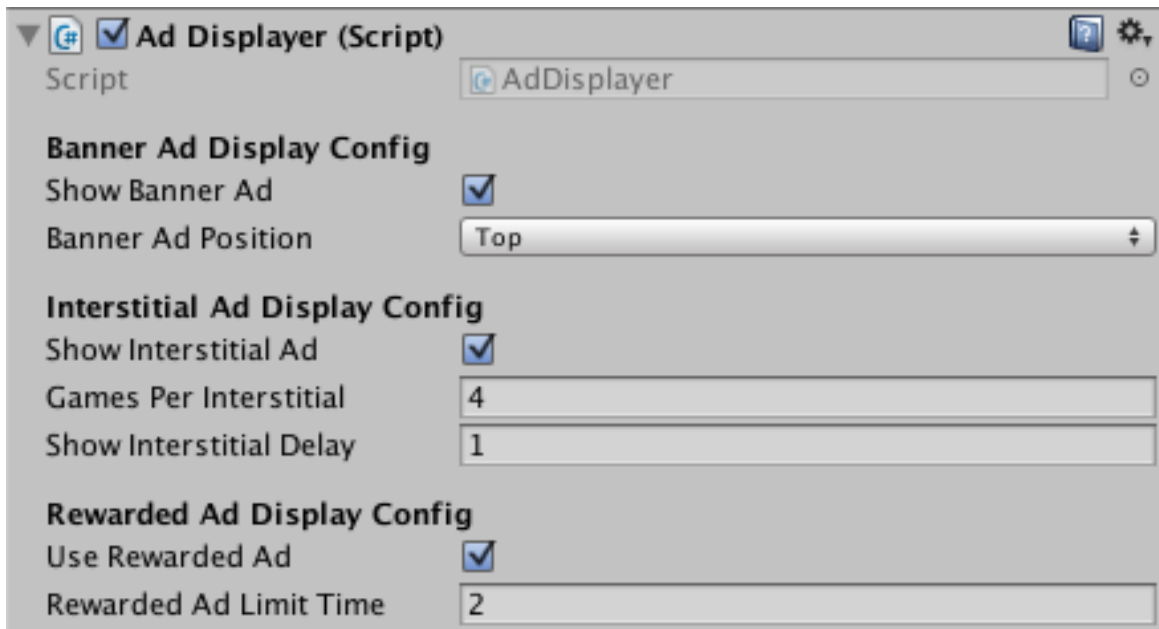 Ad Displayer (Script)
Script AdDisplayer
Banner Ad Display Config
Show Banner Ad
Banner Ad Position Top
Interstitial Ad Display Config
Show Interstitial Ad
Games Per Interstitial 4
Show Interstitial Delay 1
Rewarded Ad Display Config
Use Rewarded Ad
Rewarded Ad Limit Time 2